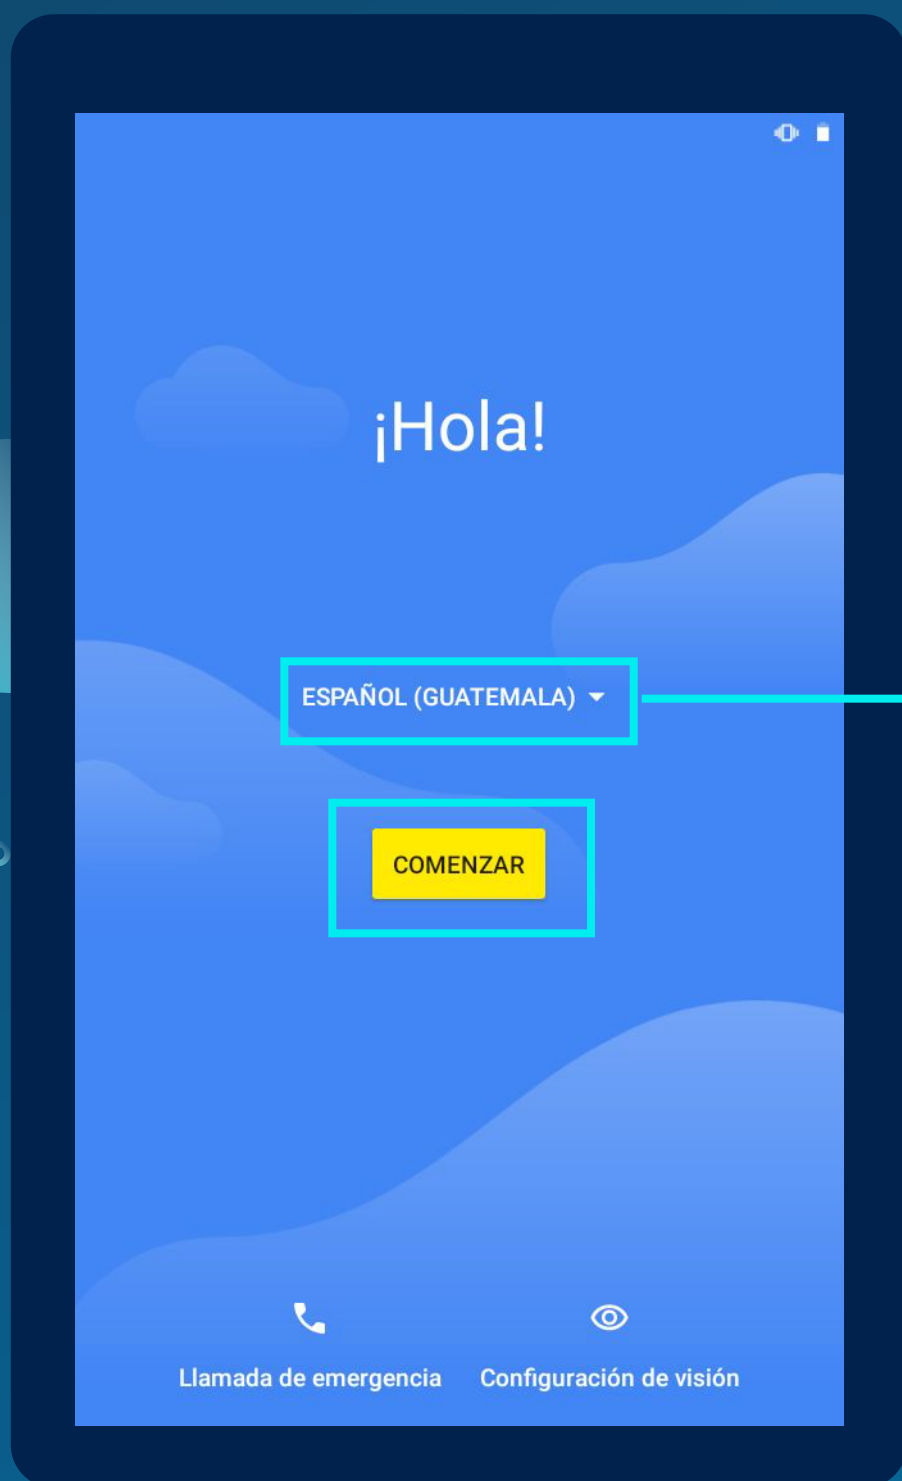 ¡Hola!
ESPAÑOL (GUATEMALA)
COMENZAR
Llamada de emergencia
Configuración de visión